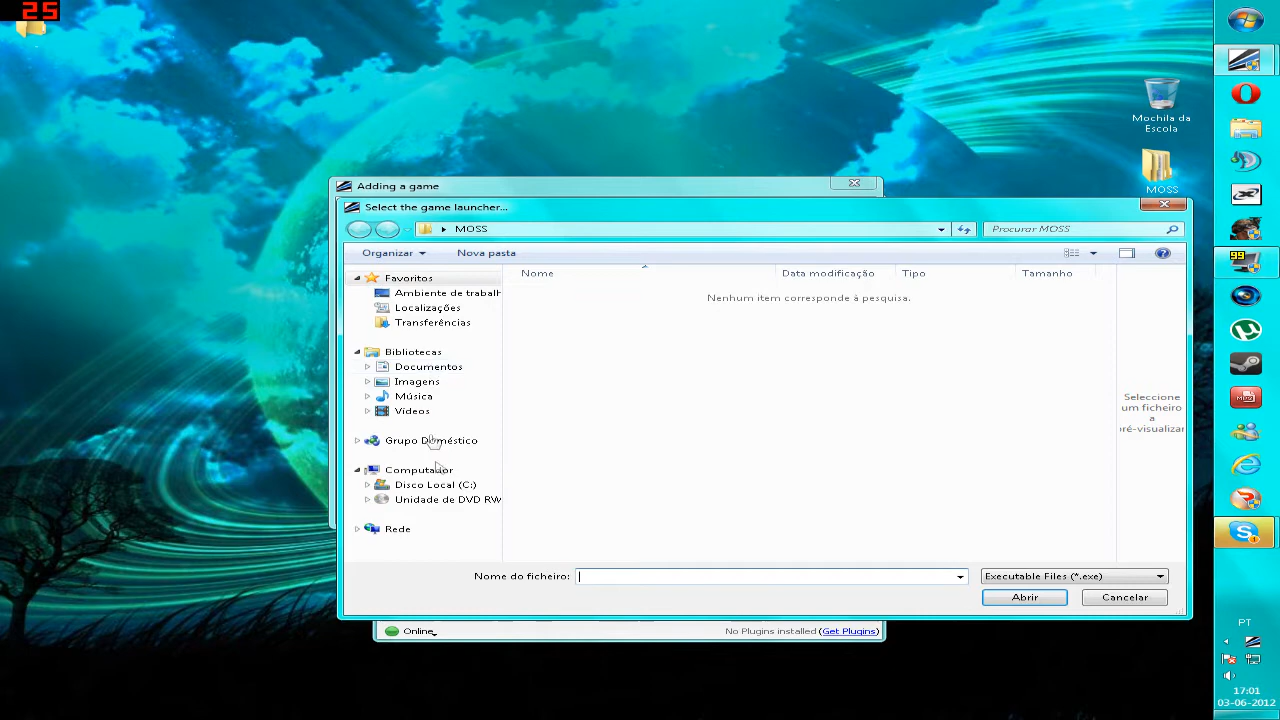 25
Mochila da
Escola
MOSS
Adding a game
Select the game launcher...
MOSS
Procurar MOSS
Organizar
Nova pasta
Nome
Data modificação
Tipo
Tamanho
Nenhum item corresponde à pesquisa.
Favoritos
Ambiente de trabalh
Localizações
Transferências
Bibliotecas
Documentos
Imagens
Música
Vídeos
Grupo Doméstico
Computador
Disco Local (C:)
Unidade de DVD RW
Rede
Seleccione
um ficheiro
a
pré-visualizar
Nome do ficheiro:
Executable Files (*.exe)
Abrir
Cancelar
Online
No Plugins installed (Get Plugins)
99
PT
17:01
03-06-2012